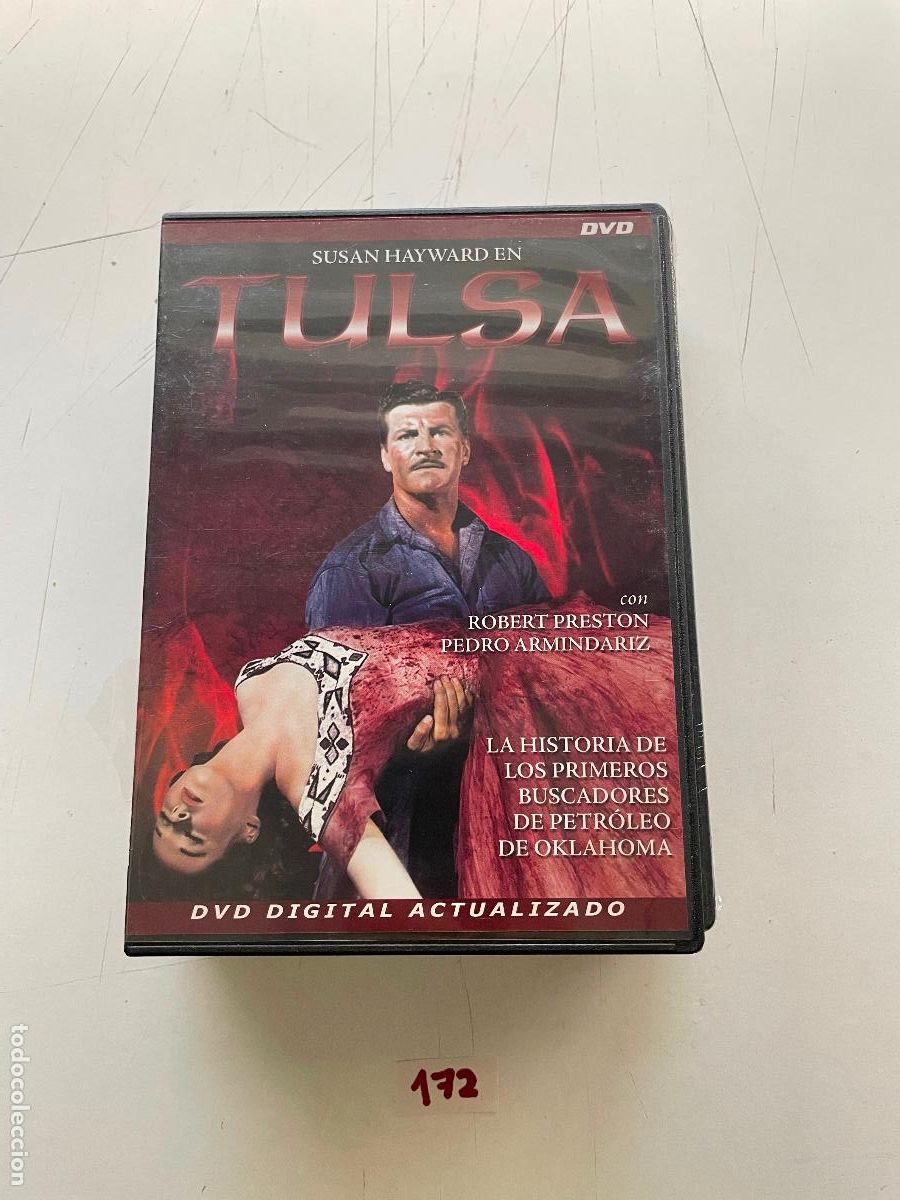 DVD
SUSAN HAYWARD EN
TULSA
con
ROBERT PRESTON
PEDRO ARMINDARIZ
LA HISTORIA DE
LOS PRIMEROS
BUSCADORES
DE PETRÓLEO
DE OKLAHOMA
DVD DIGITAL ACTUALIZADO
172
todocoleccion